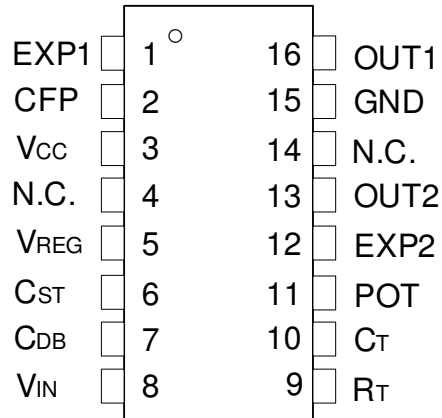 EXP1 1 16 OUT1
CFP 2 15 GND
VCC 3 14 N.C.
N.C. 4 13 OUT2
VREG 5 12 EXP2
CST 6 11 POT
CDB 7 10 CT
VIN 8 9 RT